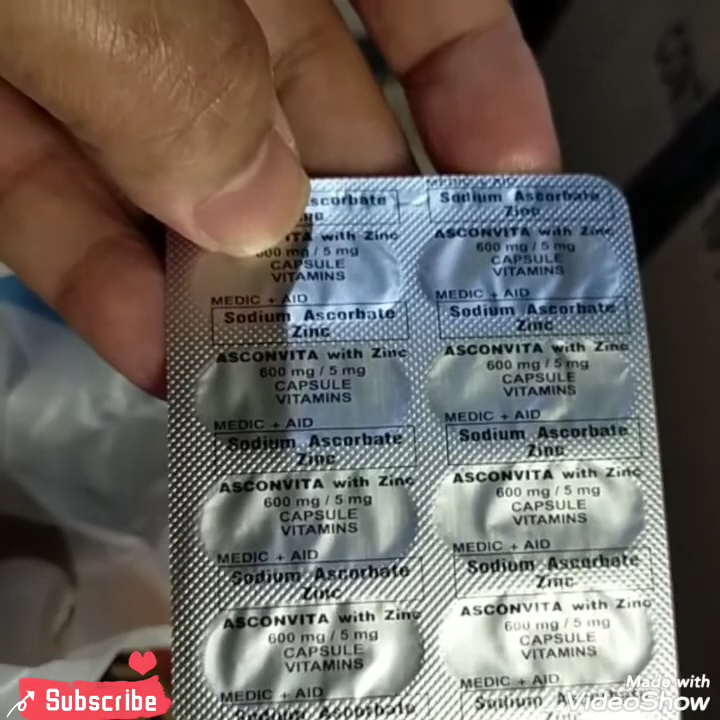 MEDIC + AID
Sodium Ascorbate
Zinc
scorbate
ASCONVITA with Zinc
600 mg / 5 mg
CAPSULE
VITAMINS
with Zinc
600 mg / 5 mg
CAPSULE
VITAMINS
MEDIC + AID
Sodium Ascorbate
Zinc
MEDIC + AID
Sodium Ascorbate
Zinc
ASCONVITA with Zinc
600 mg / 5 mg
CAPSULE
VITAMINS
ASCONVITA with Zinc
600 mg / 5 mg
CAPSULE
VITAMINS
MEDIC + AID
Sodium Ascorbate
Zinc
MEDIC + AID
Sodium Ascorbate
Zinc
ASCONVITA with Zinc
600 mg / 5 mg
CAPSULE
VITAMINS
ASCONVITA with Zinc
600 mg / 5 mg
CAPSULE
VITAMINS
MEDIC + AID
Sodium Ascorbate
Zinc
MEDIC + AID
Sodium Ascorbate
Zinc
ASCONVITA with Zinc
600 mg / 5 mg
CAPSULE
VITAMINS
ASCONVITA with Zinc
600 mg / 5 mg
CAPSULE
VITAMINS
MEDIC + AID
Sodium Ascorbate
MEDIC + AID
Subscribe
Made with
VideoShow